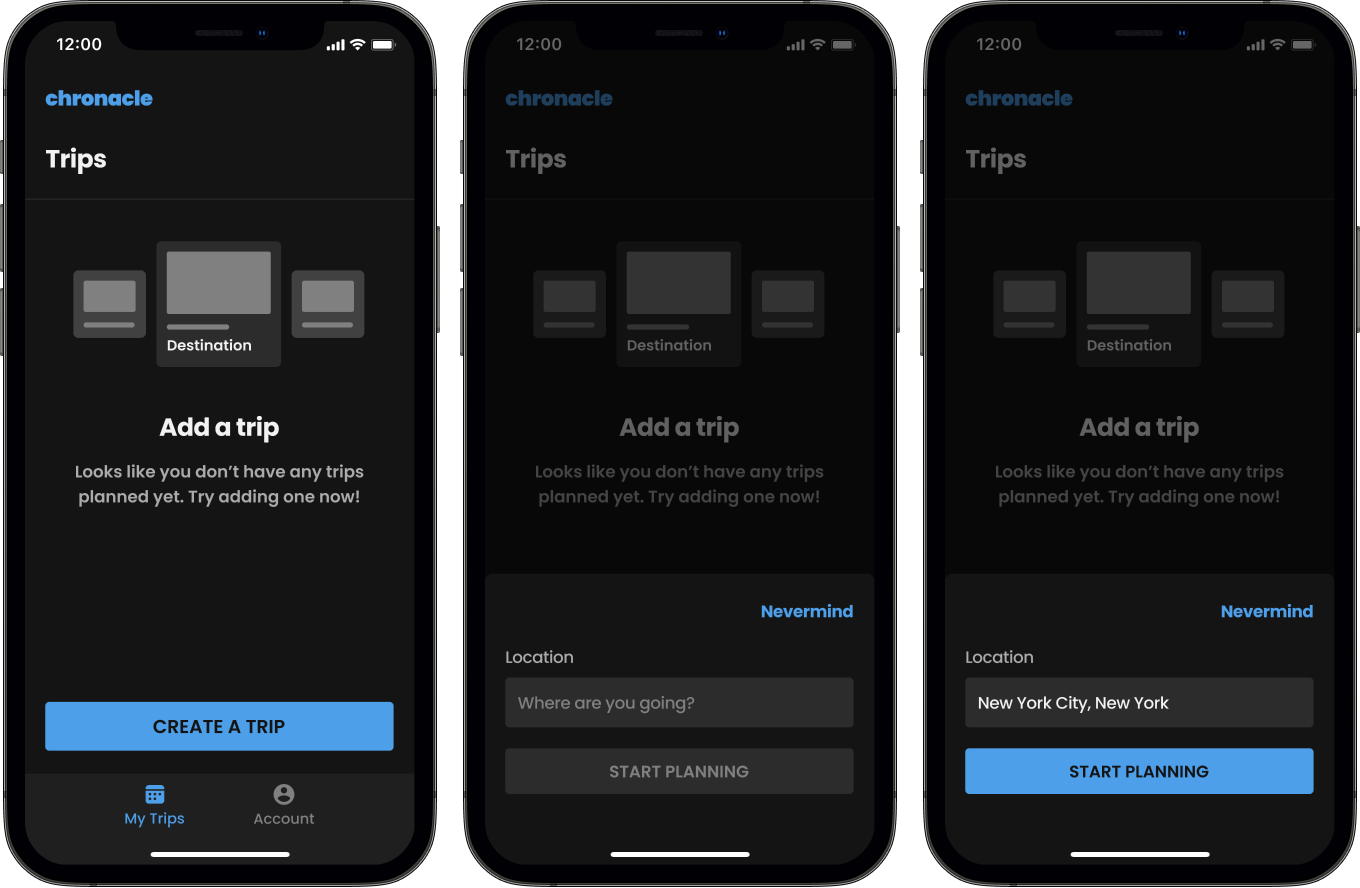 12:00
chronacle
Trips
Destination
Add a trip
Looks like you don’t have any trips
planned yet. Try adding one now!
CREATE A TRIP
My Trips
Account
12:00
chronacle
Trips
Destination
Add a trip
Looks like you don’t have any trips
planned yet. Try adding one now!
Nevermind
Location
Where are you going?
START PLANNING
12:00
chronacle
Trips
Destination
Add a trip
Looks like you don’t have any trips
planned yet. Try adding one now!
Nevermind
Location
New York City, New York
START PLANNING